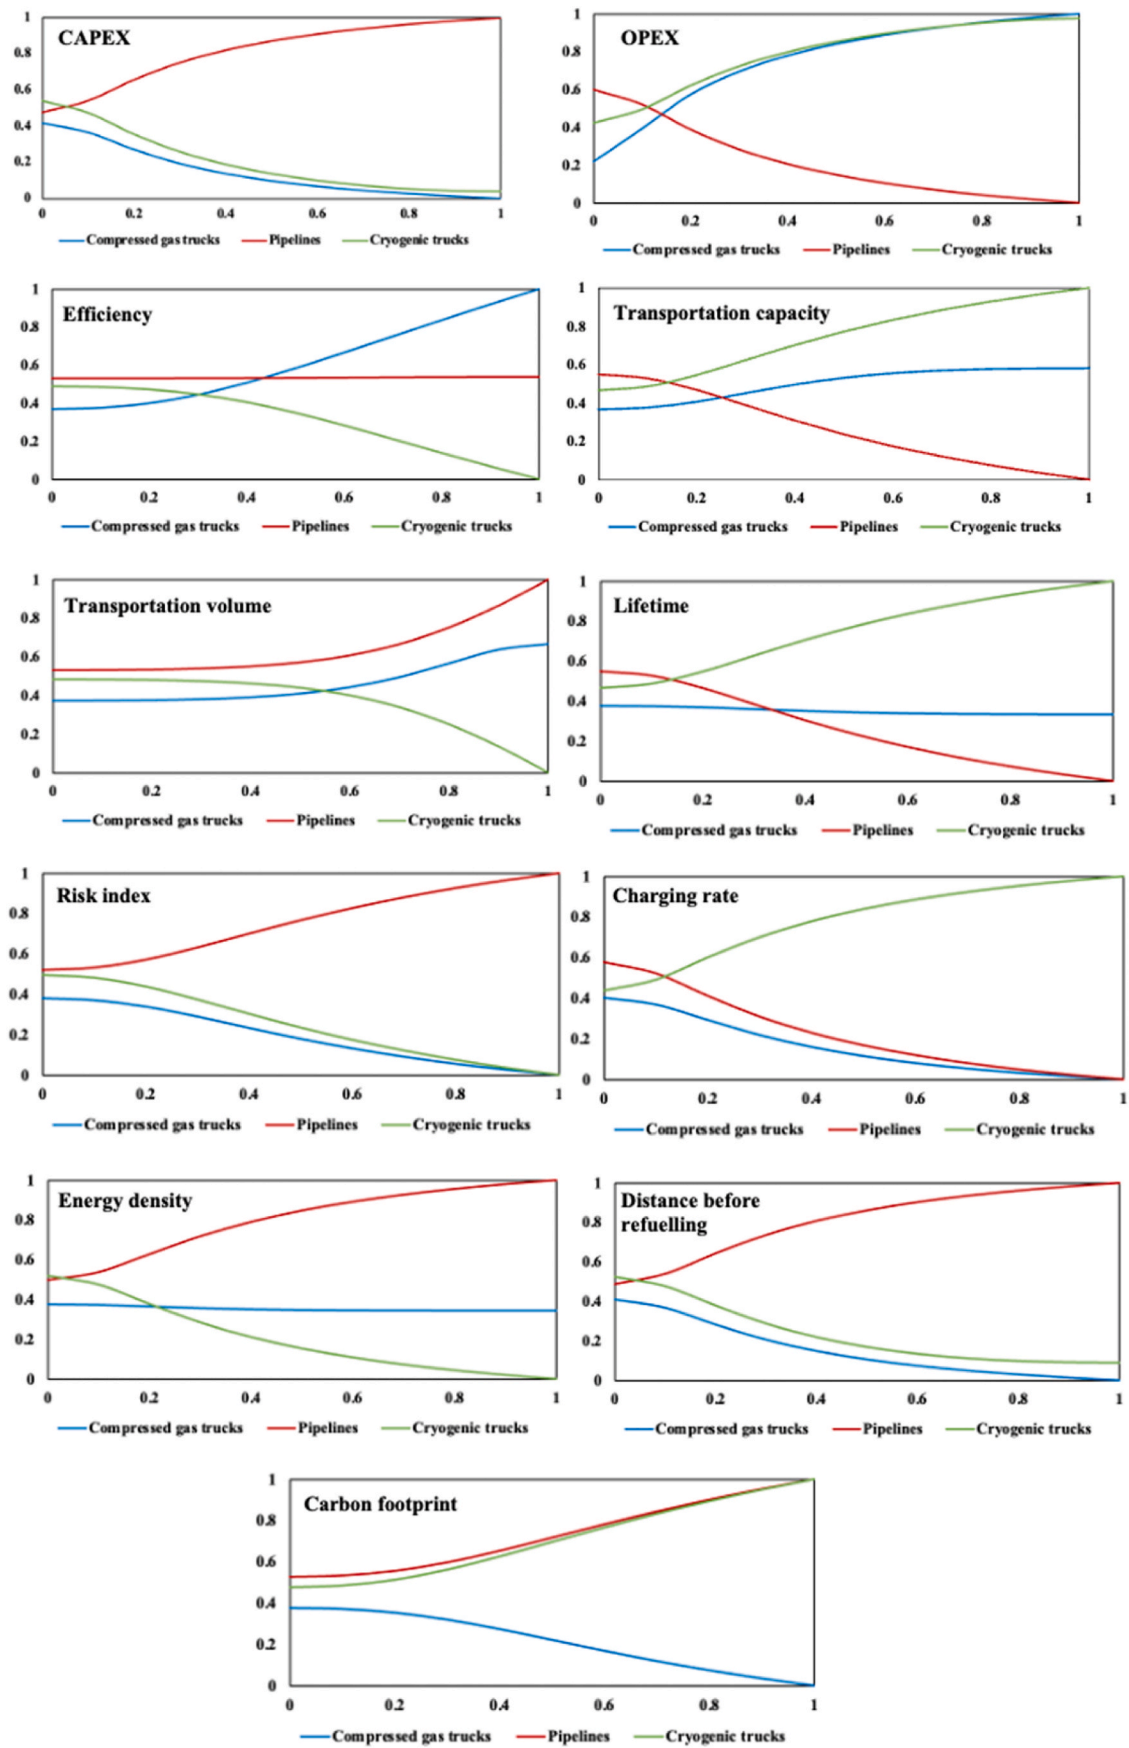 CAPEX
1
0.8
0.6
0.4
0.2
0
0 0.2 0.4 0.6 0.8 1
Compressed gas trucks Pipelines Cryogenic trucks
OPEX
1
0.8
0.6
0.4
0.2
0
0 0.2 0.4 0.6 0.8 1
Compressed gas trucks Pipelines Cryogenic trucks
Efficiency
1
0.8
0.6
0.4
0.2
0
0 0.2 0.4 0.6 0.8 1
Compressed gas trucks Pipelines Cryogenic trucks
Transportation capacity
1
0.8
0.6
0.4
0.2
0
0 0.2 0.4 0.6 0.8 1
Compressed gas trucks Pipelines Cryogenic trucks
Transportation volume
1
0.8
0.6
0.4
0.2
0
0 0.2 0.4 0.6 0.8 1
Compressed gas trucks Pipelines Cryogenic trucks
Lifetime
1
0.8
0.6
0.4
0.2
0
0 0.2 0.4 0.6 0.8 1
Compressed gas trucks Pipelines Cryogenic trucks
Risk index
1
0.8
0.6
0.4
0.2
0
0 0.2 0.4 0.6 0.8 1
Compressed gas trucks Pipelines Cryogenic trucks
Charging rate
1
0.8
0.6
0.4
0.2
0
0 0.2 0.4 0.6 0.8 1
Compressed gas trucks Pipelines Cryogenic trucks
Energy density
1
0.8
0.6
0.4
0.2
0
0 0.2 0.4 0.6 0.8 1
Compressed gas trucks Pipelines Cryogenic trucks
Distance before
refuelling
1
0.8
0.6
0.4
0.2
0
0 0.2 0.4 0.6 0.8 1
Compressed gas trucks Pipelines Cryogenic trucks
Carbon footprint
1
0.8
0.6
0.4
0.2
0
0 0.2 0.4 0.6 0.8 1
Compressed gas trucks Pipelines Cryogenic trucks